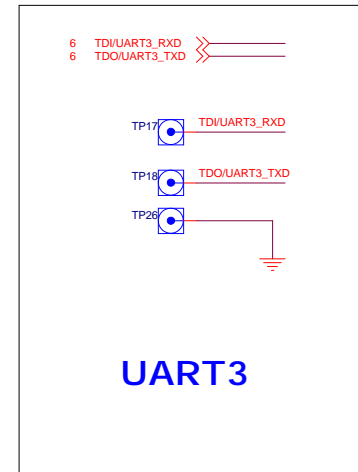 6 TDI/UART3_RXD
6 TDO/UART3_TXD
TP17 TDI/UART3_RXD
TP18 TDO/UART3_TXD
TP26
UART3